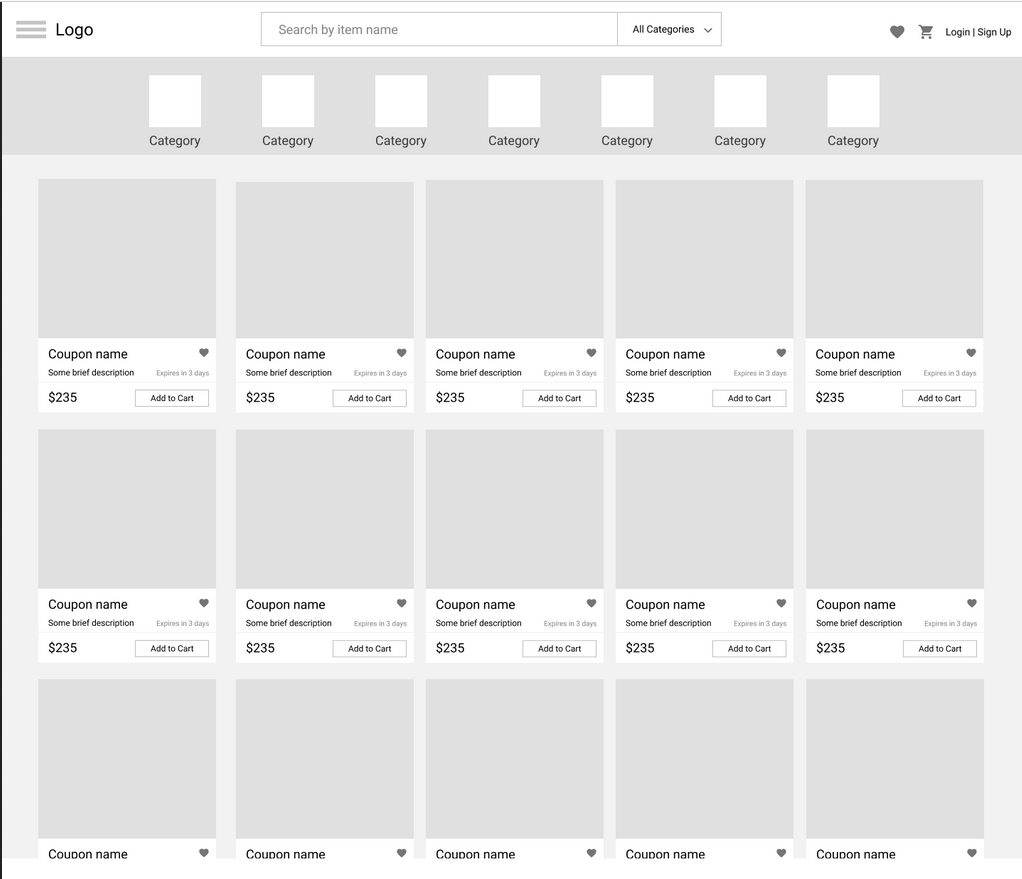 Logo
Search by item name
All Categories
Login | Sign Up
Category Category Category Category Category Category Category
Coupon name Coupon name Coupon name Coupon name Coupon name
Some brief description Expires in 3 days Some brief description Expires in 3 days Some brief description Expires in 3 days Some brief description Expires in 3 days Some brief description Expires in 3 days
$235 Add to Cart $235 Add to Cart $235 Add to Cart $235 Add to Cart $235 Add to Cart
Coupon name Coupon name Coupon name Coupon name Coupon name
Some brief description Expires in 3 days Some brief description Expires in 3 days Some brief description Expires in 3 days Some brief description Expires in 3 days Some brief description Expires in 3 days
$235 Add to Cart $235 Add to Cart $235 Add to Cart $235 Add to Cart $235 Add to Cart
Coupon name Coupon name Coupon name Coupon name Coupon name